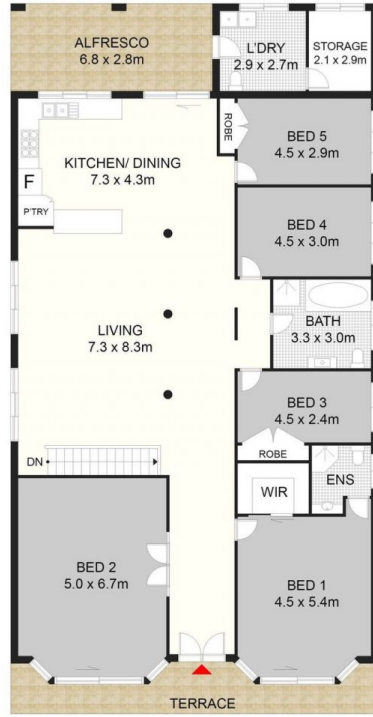 ALFRESCO
6.8 x 2.8m
L'DRY
2.9 x 2.7m
STORAGE
2.1 x 2.9m
ROBE
BED 5
4.5 x 2.9m
KITCHEN/ DINING
7.3 x 4.3m
F
P'TRY
BED 4
4.5 x 3.0m
BATH
3.3 x 3.0m
LIVING
7.3 x 8.3m
BED 3
4.5 x 2.4m
ROBE
DN
WIR
ENS
BED 2
5.0 x 6.7m
BED 1
4.5 x 5.4m
TERRACE